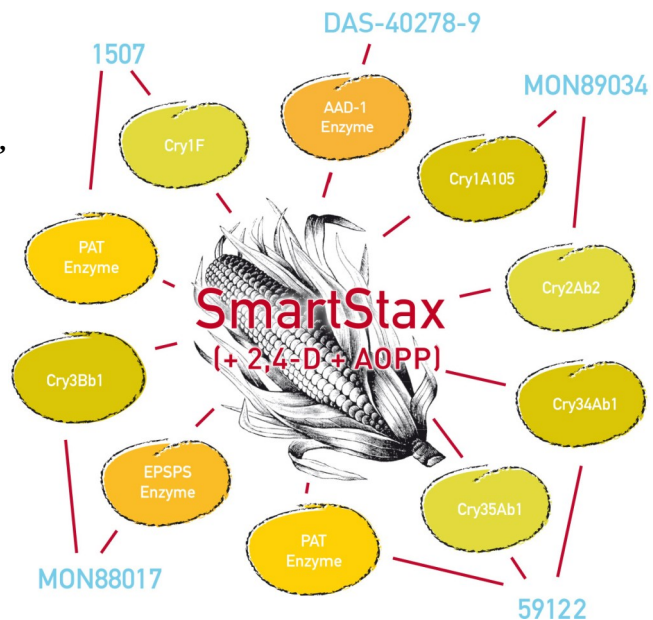 DAS-40278-9
1507
MON89034
AAD-1
Enzyme
Cry1F
Cry1A105
,
PAT
Enzyme
Cry2Ab2
SmartStax
(+ 2,4-D + AOPP)
Cry3Bb1
Cry34Ab1
EPSPS
Enzyme
Cry35Ab1
PAT
Enzyme
MON88017
59122